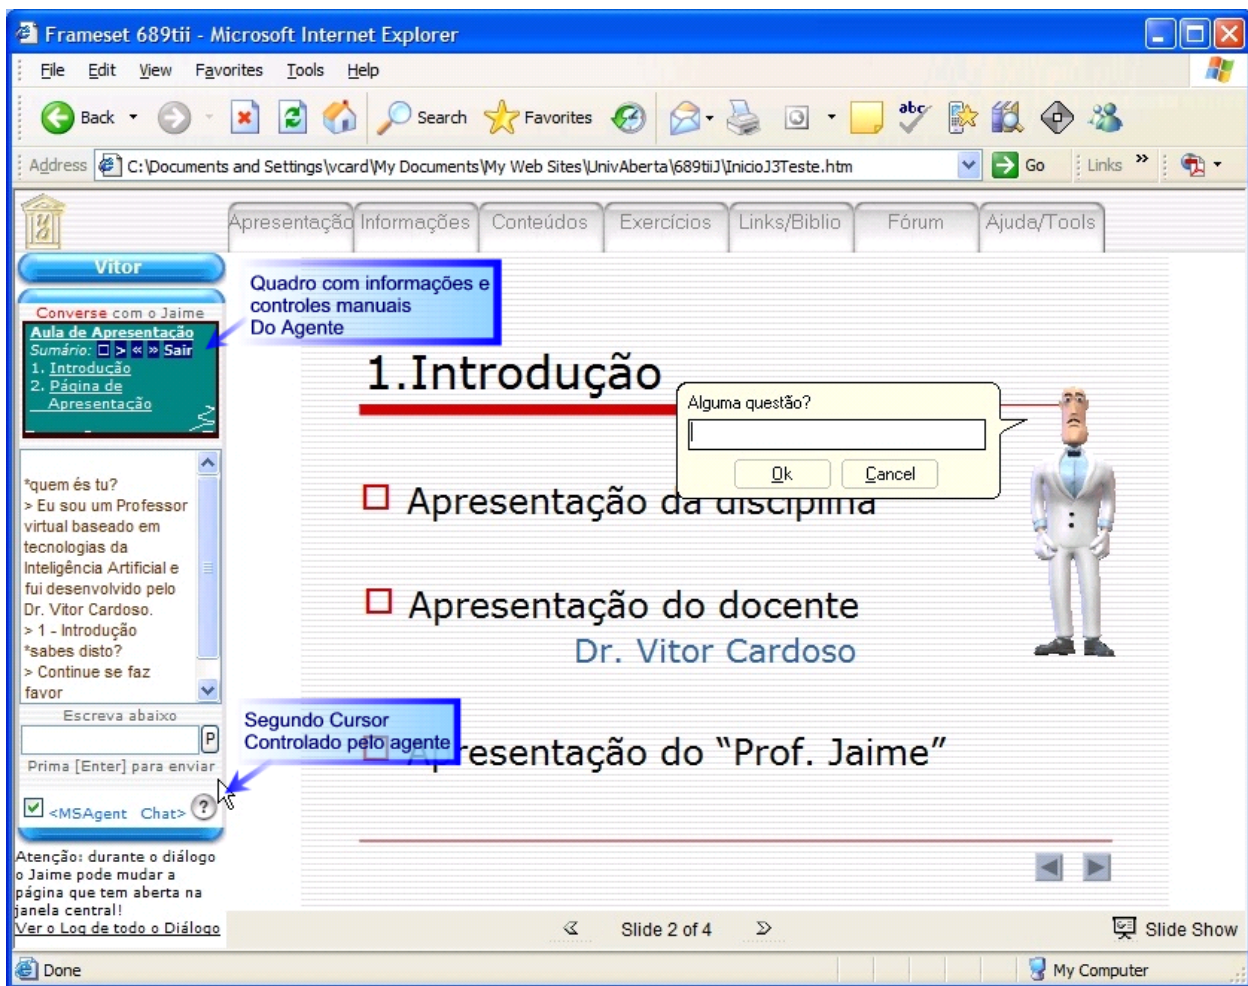 Frameset 689tii - Microsoft Internet Explorer
File Edit View Favorites Tools Help
Back Search Favorites
Address C:\Documents and Settings\vcard\My Documents\My Web Sites\UnivAberta\689tiiJ\InicioJ3Teste.htm Go Links »
Apresentação Informações Conteúdos Exercícios Links/Biblio Fórum Ajuda/Tools
Vitor
Converse com o Jaime
Aula de Apresentação
Sumário: □ > « » Sair
1. Introdução
2. Página de
Apresentação
Quadro com informações e
controles manuais
Do Agente
1.Introdução
Alguma questão?
Ok Cancel
Apresentação da disciplina
Apresentação do docente
Dr. Vitor Cardoso
Apresentação do “Prof. Jaime”
*quem és tu?
> Eu sou um Professor
virtual baseado em
tecnologias da
Inteligência Artificial e
fui desenvolvido pelo
Dr. Vitor Cardoso.
> 1 - Introdução
*sabes disto?
> Continue se faz
favor
Escreva abaixo
P
Prima [Enter] para enviar
Segundo Cursor
Controlado pelo agente
<MSAgent Chat> ?
Atenção: durante o diálogo
o Jaime pode mudar a
página que tem aberta na
janela central!
Ver o Log de todo o Diálogo
Slide 2 of 4
Slide Show
Done
My Computer